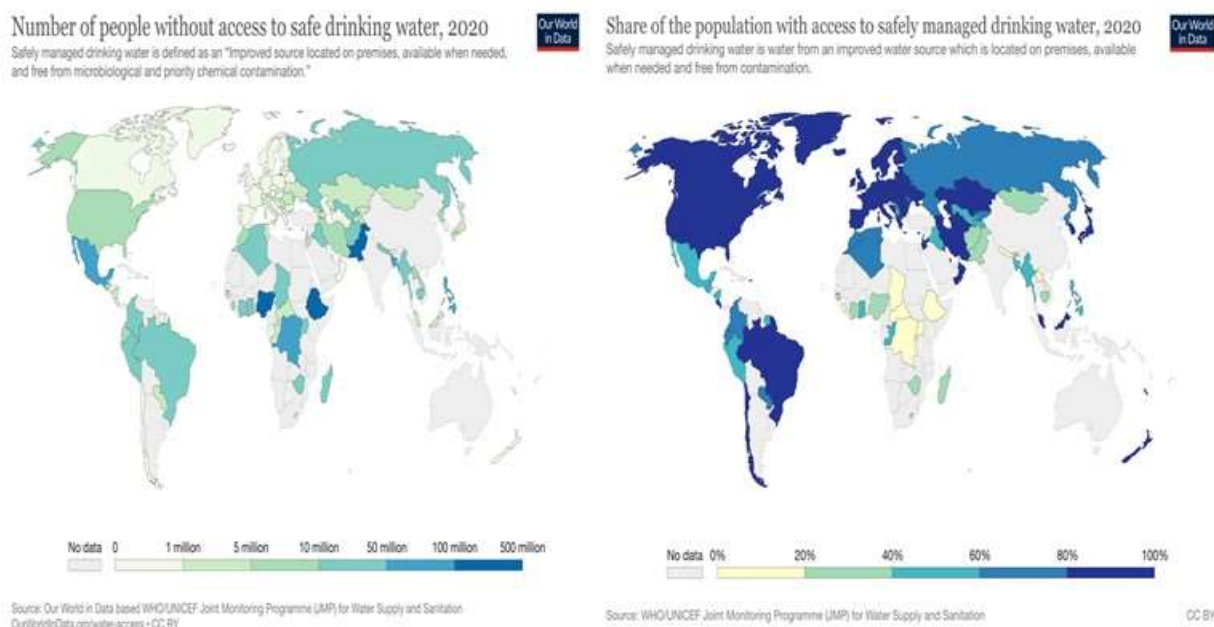 Number of people without access to safe drinking water, 2020
Safely managed drinking water is defined as an "Improved source located on premises, available when needed,
and free from microbiological and priority chemical contamination."
Our World
in Data
No data 0 1 million 5 million 10 million 50 million 100 million 500 million
Source: Our World in Data based WHO/UNICEF Joint Monitoring Programme (JMP) for Water Supply and Sanitation
OurWorldInData.org/water-access • CC BY
Share of the population with access to safely managed drinking water, 2020
Safely managed drinking water is water from an improved water source which is located on premises, available
when needed and free from contamination.
Our World
in Data
No data 0% 20% 40% 60% 80% 100%
Source: WHO/UNICEF Joint Monitoring Programme (JMP) for Water Supply and Sanitation
CC BY